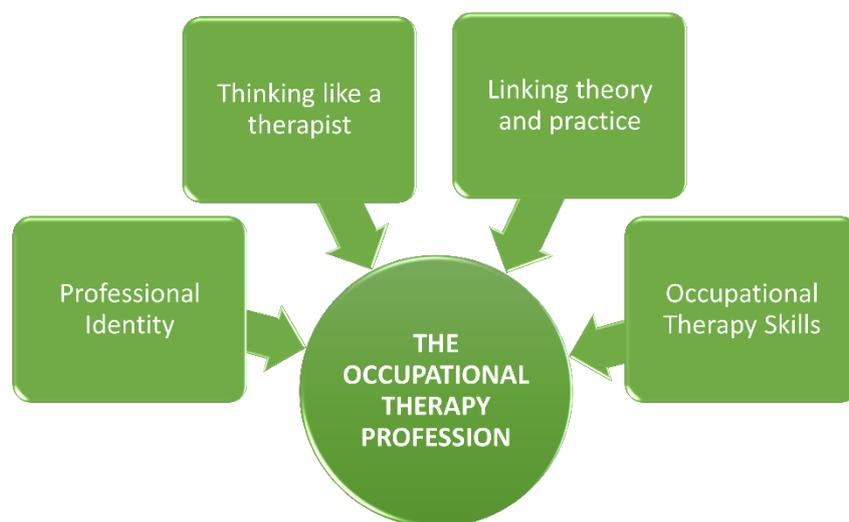 Thinking like a
therapist
Linking theory
and practice
Professional
Identity
Occupational
Therapy Skills
THE
OCCUPATIONAL
THERAPY
PROFESSION